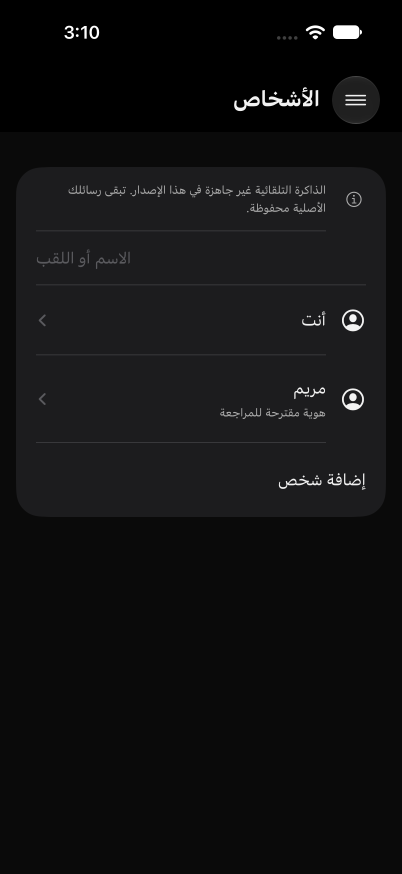 3:10
الأشخاص
الذاكرة التلقائية غير جاهزة في هذا الإصدار. تبقى رسائلك
الأصلية محفوظة.
الاسم أو اللقب
أنت
مريم
هوية مقترحة للمراجعة
إضافة شخص